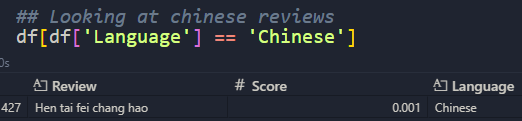 ## Looking at chinese reviews
df[df['Language'] == 'Chinese']
0s
Review # Score Language
427 Hen tai fei chang hao 0.001 Chinese